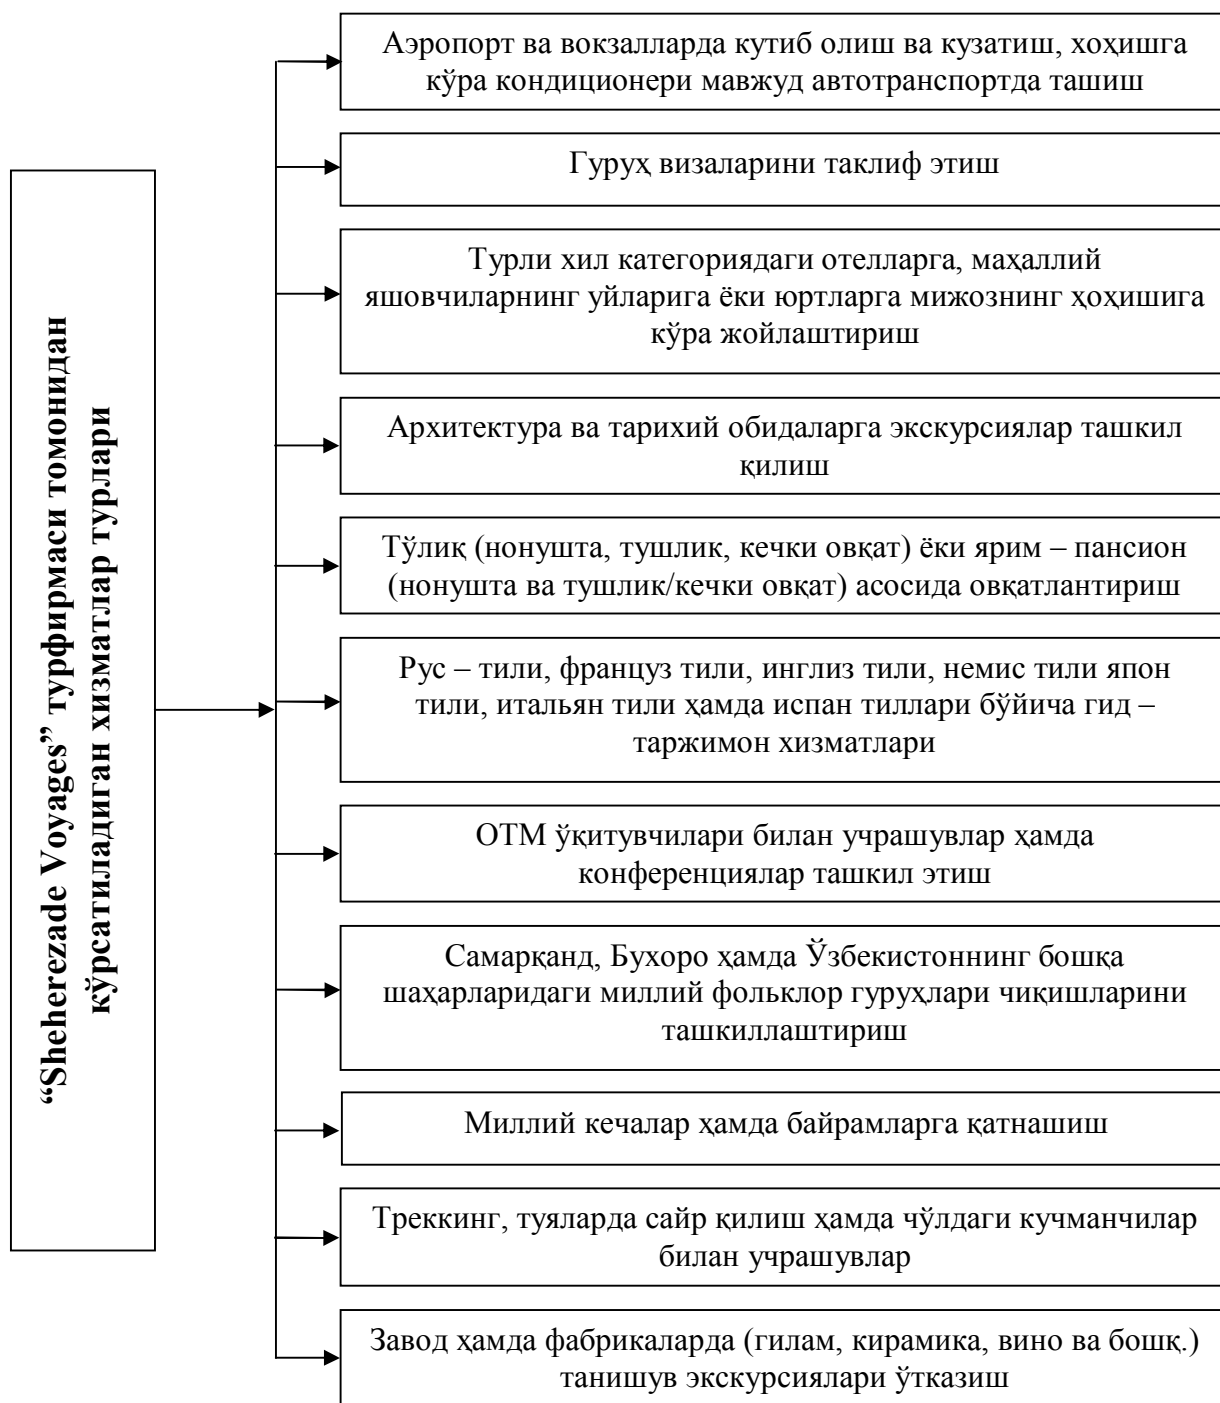 “Sheherezade Voyages” турфирмаси томонидан
кўрсатиладиган хизматлар турлари
Аэропорт ва вокзалларда кутиб олиш ва кузатиш, хоҳишга
кўра кондиционери мавжуд автотранспортда ташиш
Гуруҳ визаларини таклиф этиш
Турли хил категориядаги отелларга, маҳаллий
яшовчиларнинг уйларига ёки юртларга мижознинг ҳоҳишига
кўра жойлаштириш
Архитектура ва тарихий обидаларга экскурсиялар ташкил
қилиш
Тўлиқ (нонушта, тушлик, кечки овқат) ёки ярим – пансион
(нонушта ва тушлик/кечки овқат) асосида овқатлантириш
Рус – тили, француз тили, инглиз тили, немис тили япон
тили, итальян тили ҳамда испан тиллари бўйича гид –
таржимон хизматлари
ОТМ ўқитувчилари билан учрашувлар ҳамда
конференциялар ташкил этиш
Самарқанд, Бухоро ҳамда Ўзбекистоннинг бошқа
шаҳарларидаги миллий фольклор гуруҳлари чиқишларини
ташкиллаштириш
Миллий кечалар ҳамда байрамларга қатнашиш
Треккинг, туяларда сайр қилиш ҳамда чўлдаги кучманчилар
билан учрашувлар
Завод ҳамда фабрикаларда (гилам, кирамика, вино ва бошқ.)
танишув экскурсиялари ўтказиш